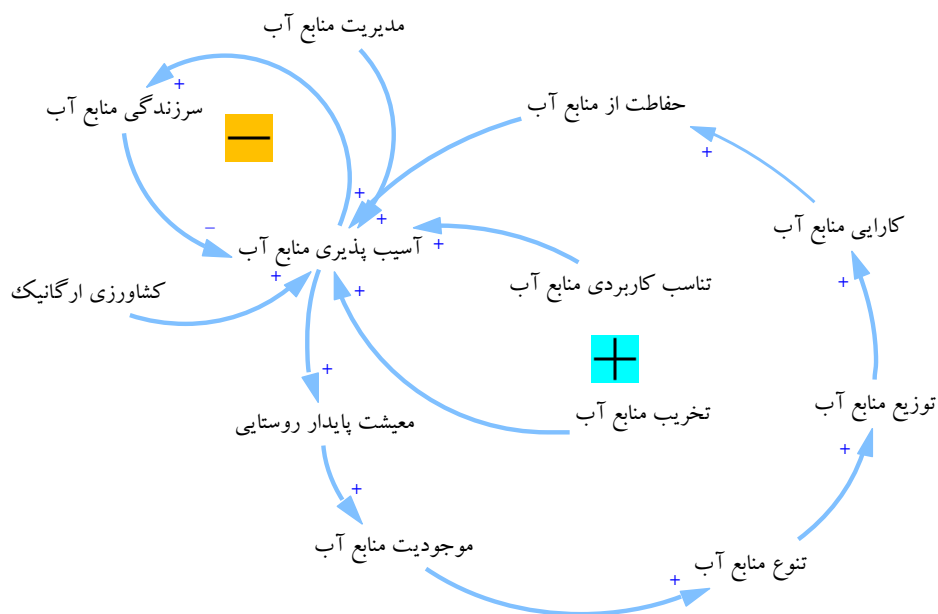 مدیریت منابع آب
سرزندگی منابع آب
حفاطت از منابع آب
کارایی منابع آب
آسیب پذیری منابع آب
تناسب کاربردی منابع آب
کشاورزی ارگانیک
توزیع منابع آب
تخریب منابع آب
معیشت پایدار روستایی
موجودیت منابع آب
تنوع منابع آب